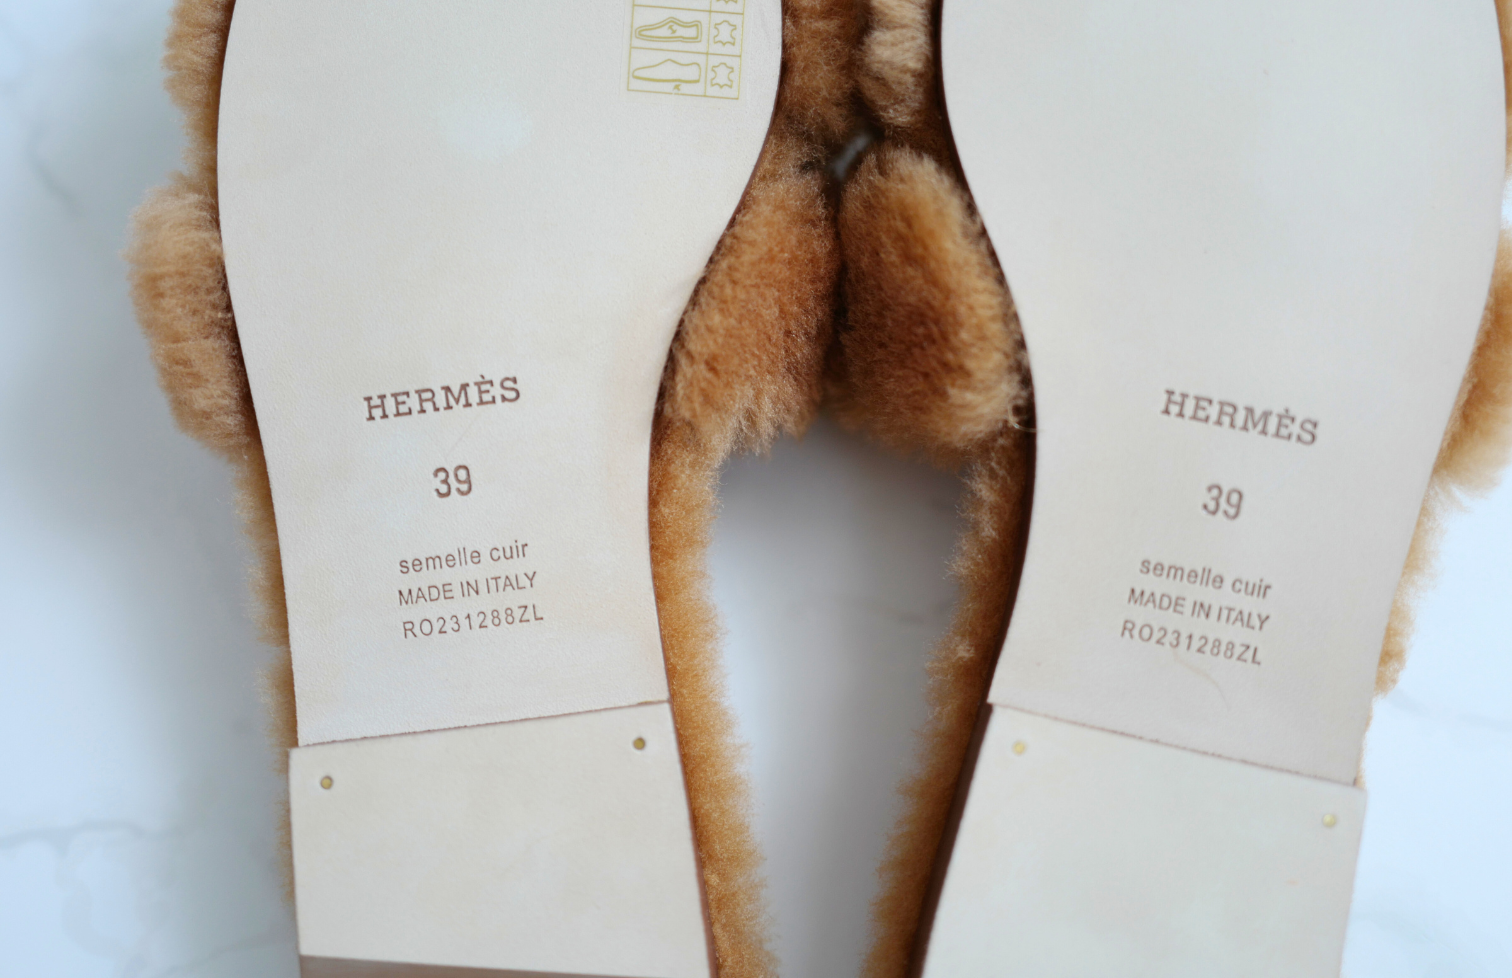 HERMÈS
39
semelle cuir
MADE IN ITALY
RO231288ZL
HERMÈS
39
semelle cuir
MADE IN ITALY
RO231288ZL